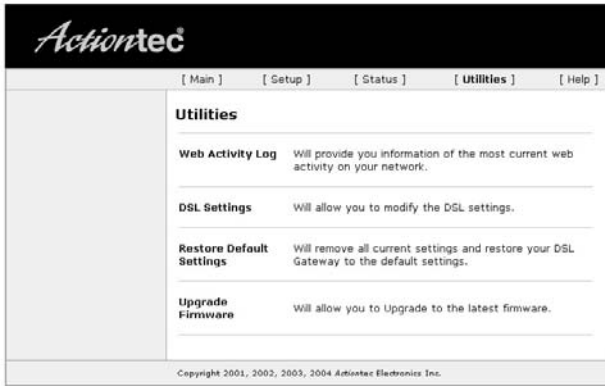 Actiontec®
[ Main ] [ Setup ] [ Status ] [ Utilities ] [ Help ]
Utilities
Web Activity Log Will provide you information of the most current web
activity on your network.
DSL Settings Will allow you to modify the DSL settings.
Restore Default Will remove all current settings and restore your DSL
Settings Gateway to the default settings.
Upgrade
Firmware Will allow you to Upgrade to the latest firmware.
Copyright 2001, 2002, 2003, 2004 Actiontec Electronics Inc.